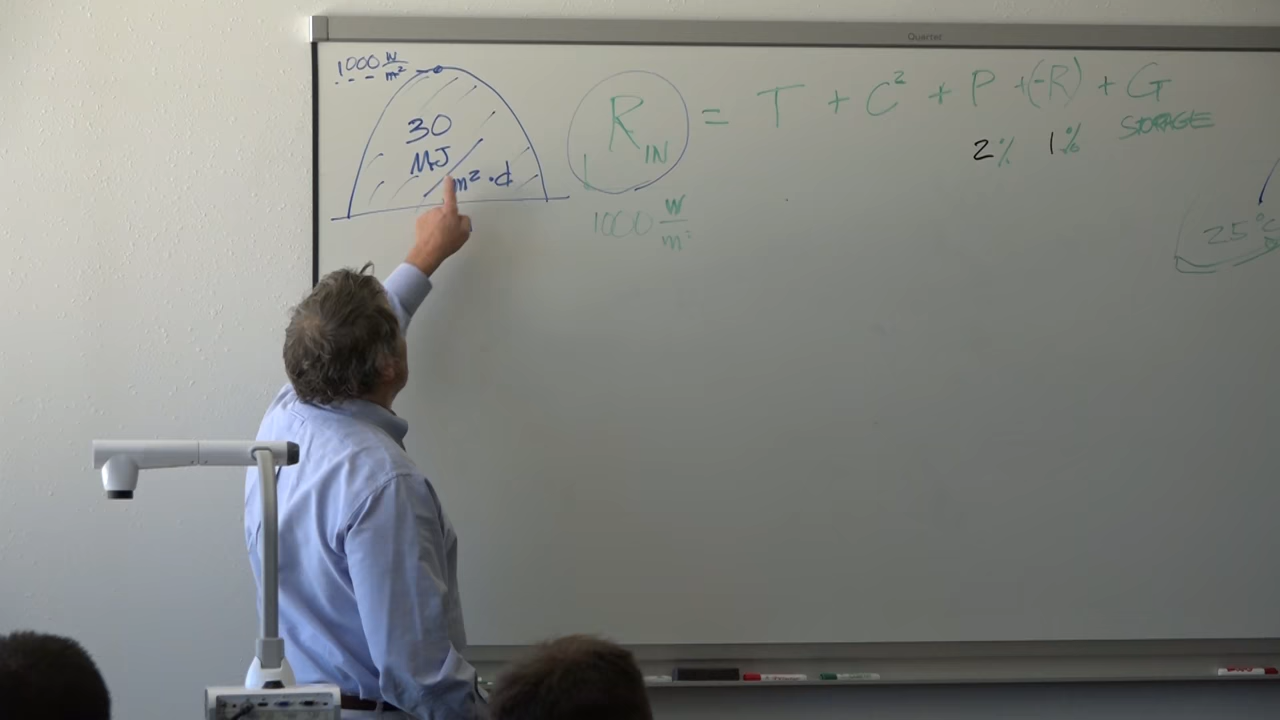 Quarter
1000 W/m²
30
MJ
m² · d
R IN = T + C² + P + (-R) + G
STORAGE
2% 1%
1000 W/m²
25°C